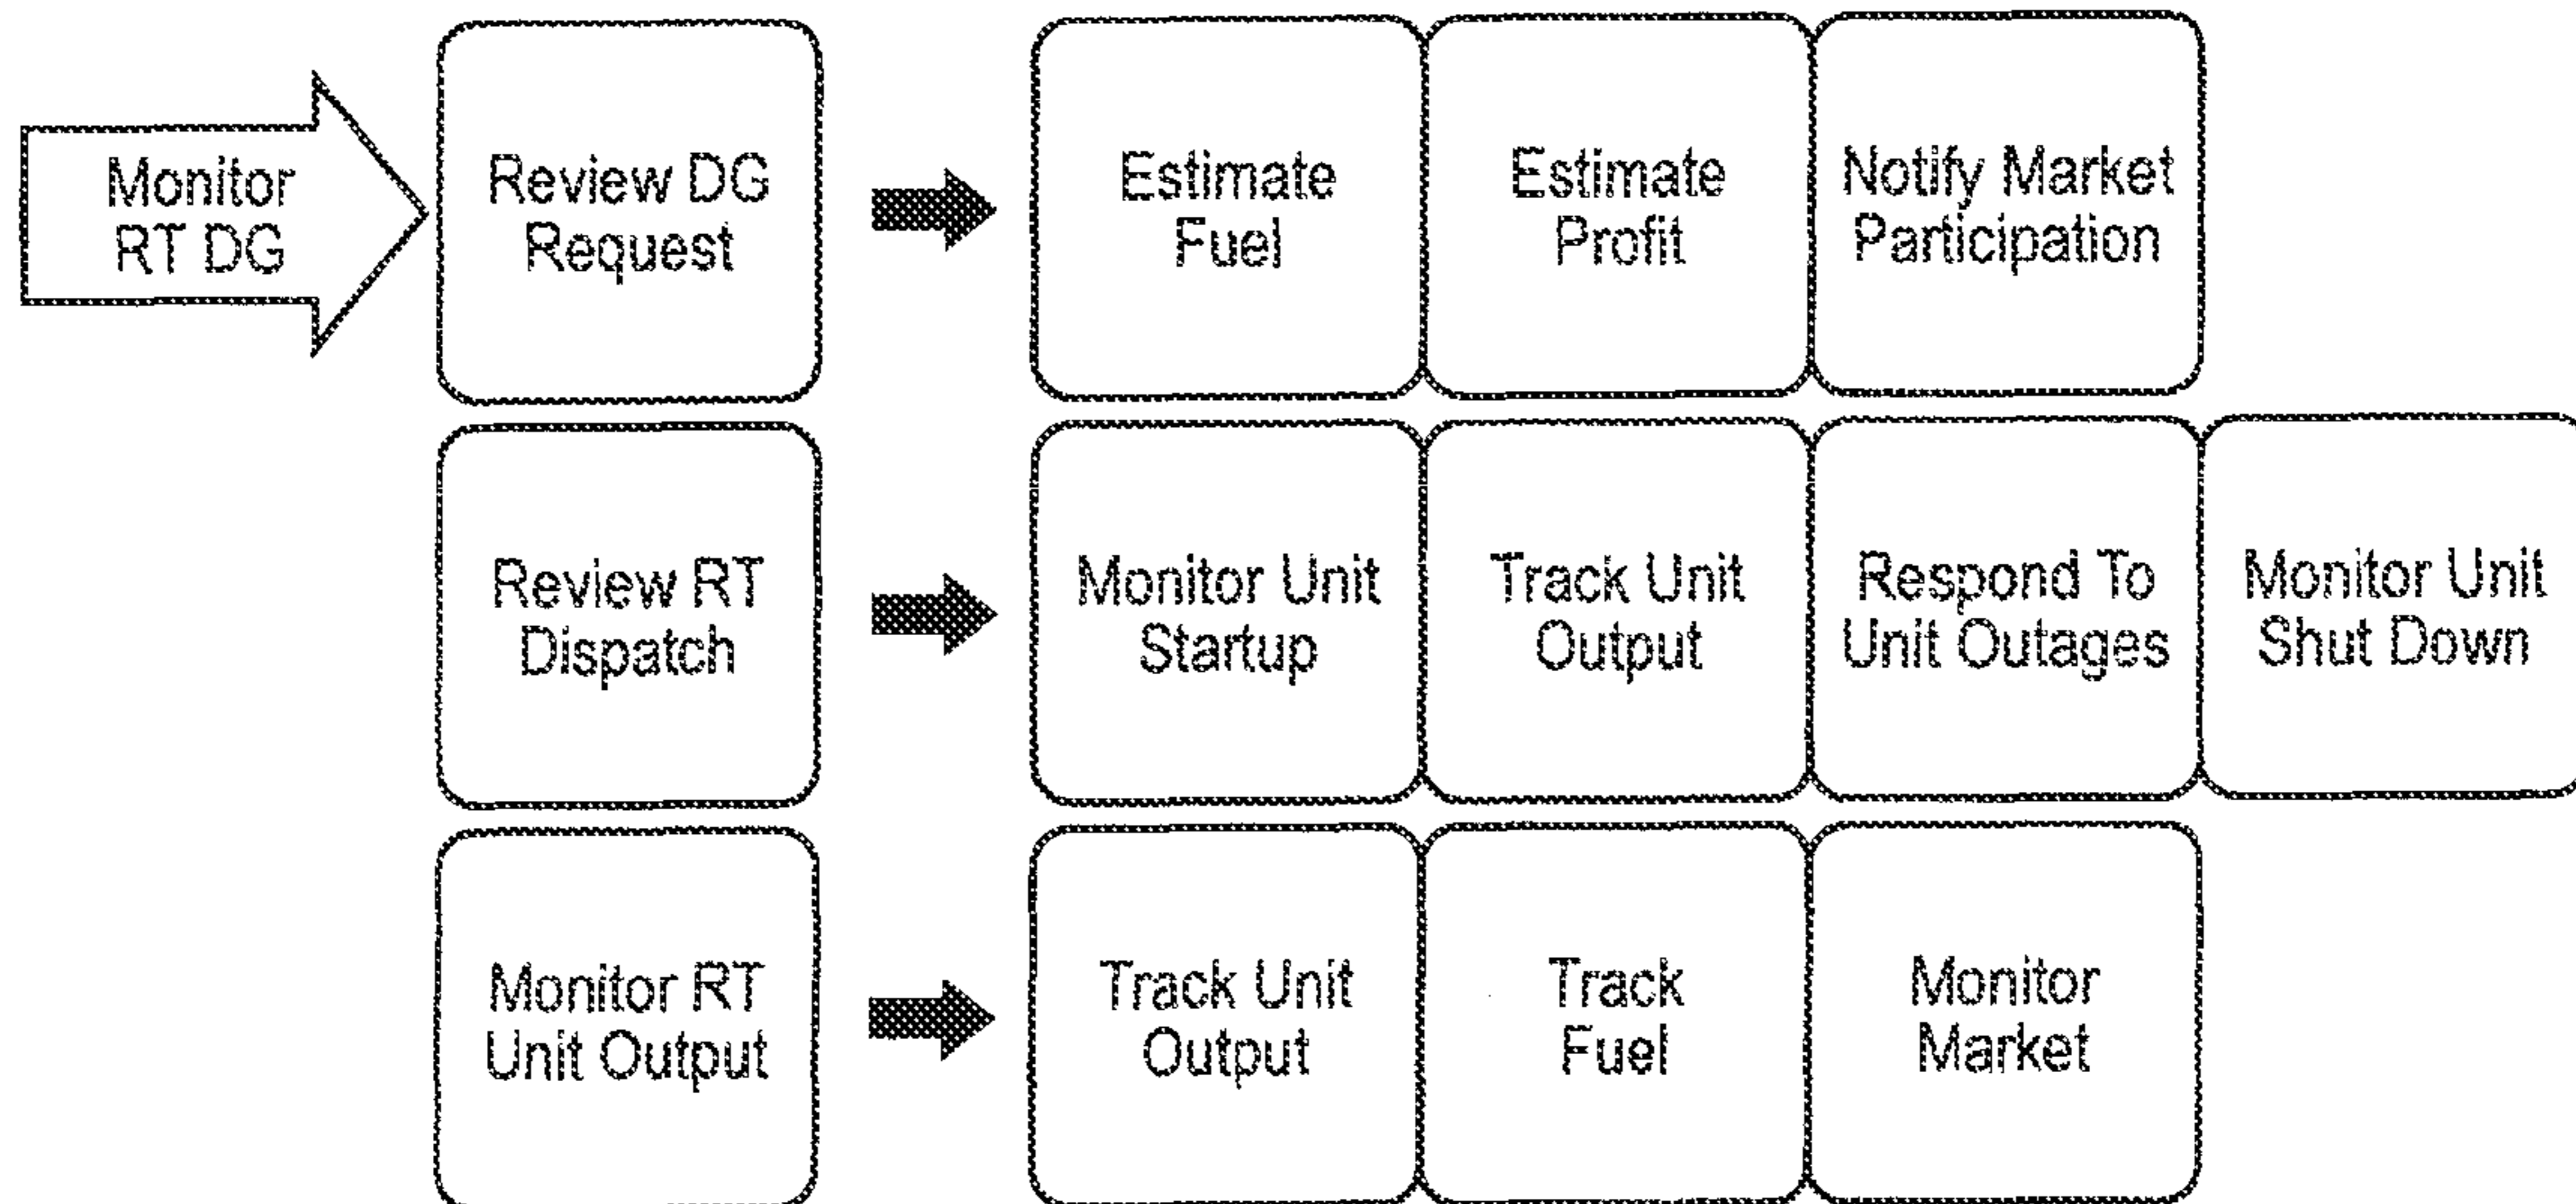 Monitor
RT DG
Review DG
Request
Estimate
Fuel
Estimate
Profit
Notify Market
Participation
Review RT
Dispatch
Monitor Unit
Startup
Track Unit
Output
Respond To
Unit Outages
Monitor Unit
Shut Down
Monitor RT
Unit Output
Track Unit
Output
Track
Fuel
Monitor
Market